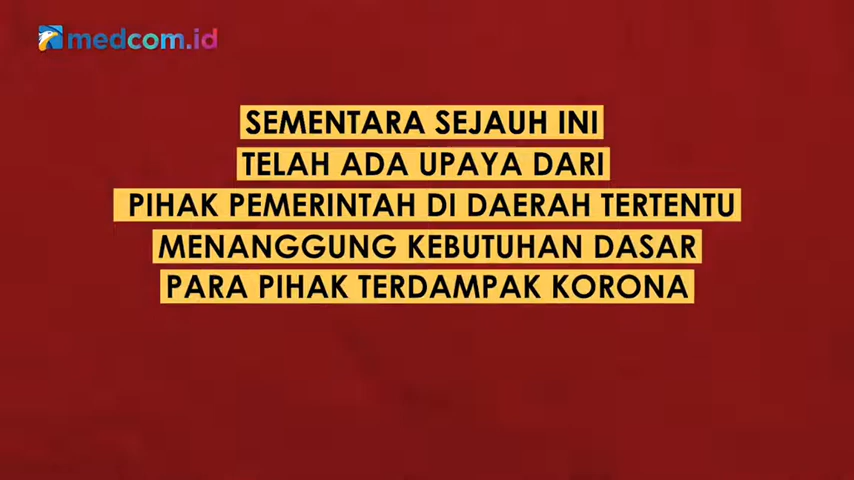 medcom.id
SEMENTARA SEJAUH INI
TELAH ADA UPAYA DARI
PIHAK PEMERINTAH DI DAERAH TERTENTU
MENANGGUNG KEBUTUHAN DASAR
PARA PIHAK TERDAMPAK KORONA